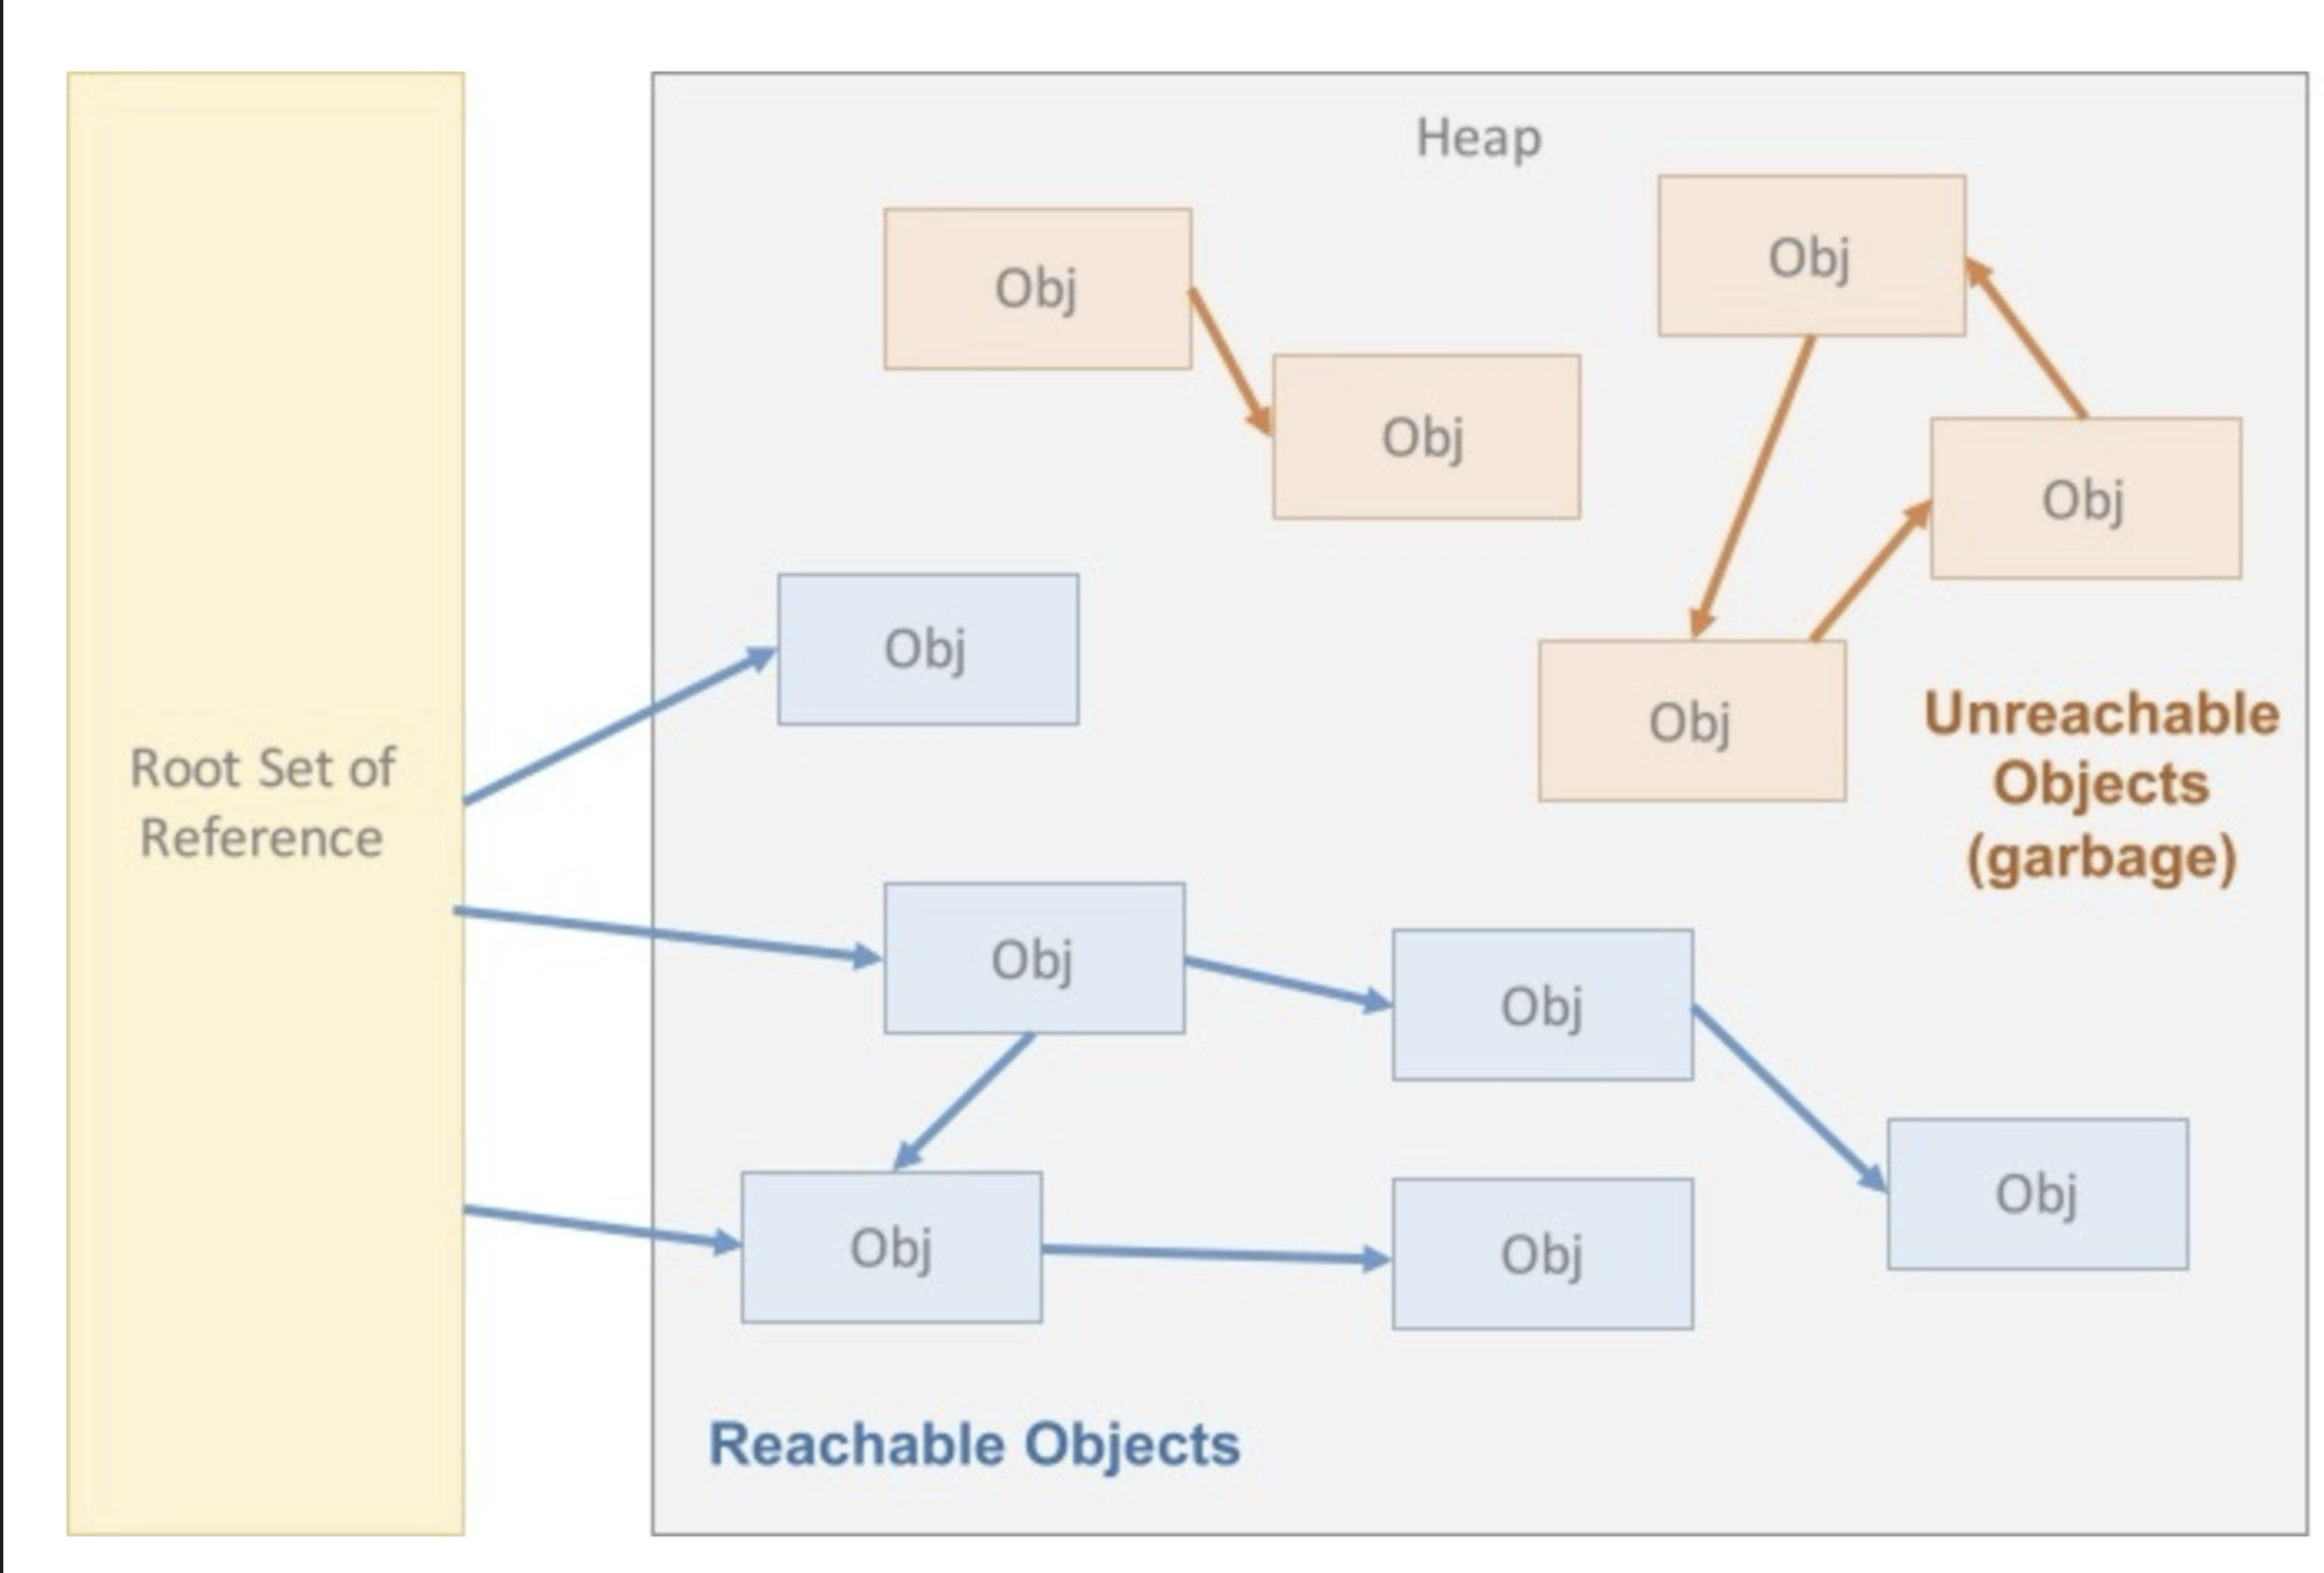 Heap
Obj
Obj
Obj
Obj
Obj
Obj
Root Set of
Reference
Unreachable
Objects
(garbage)
Obj
Obj
Obj
Obj
Obj
Reachable Objects